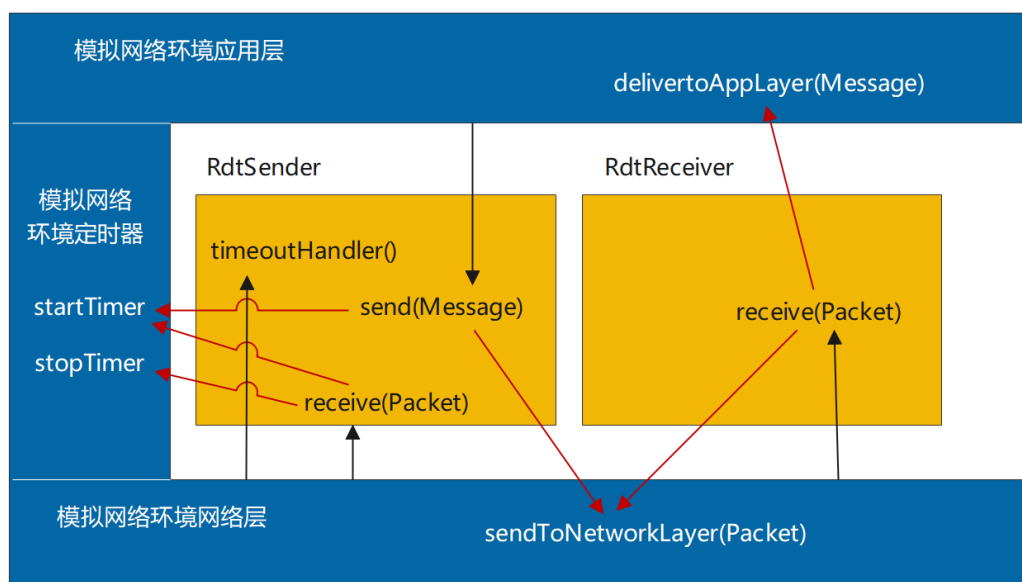 模拟网络环境应用层
delivertoAppLayer(Message)
RdtSender
RdtReceiver
模拟网络
环境定时器
timeoutHandler()
startTimer
send(Message)
receive(Packet)
stopTimer
receive(Packet)
模拟网络环境网络层
sendToNetworkLayer(Packet)